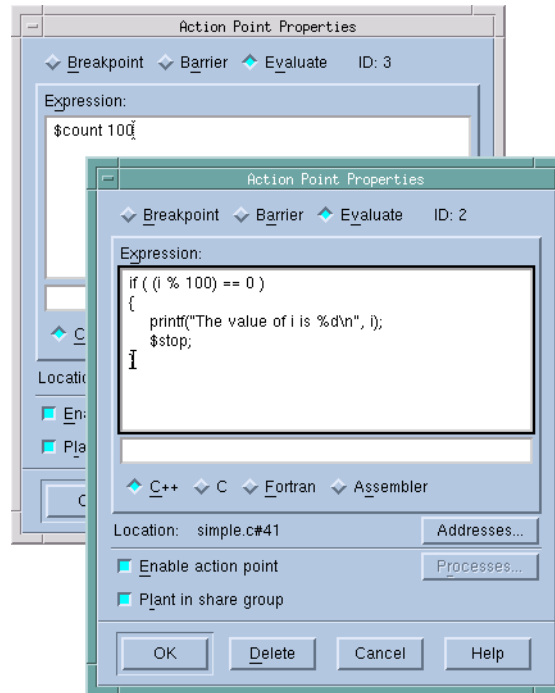 Action Point Properties
Breakpoint Barrier Evaluate ID: 3
Expression:
$count 100
Action Point Properties
Breakpoint Barrier Evaluate ID: 2
Expression:
if ( (i % 100) == 0 )
{
printf("The value of i is %d\n", i);
$stop;
C++ C Fortran Assembler
Location: simple.c#41 Addresses...
Enable action point Processes...
Plant in share group
OK Delete Cancel Help